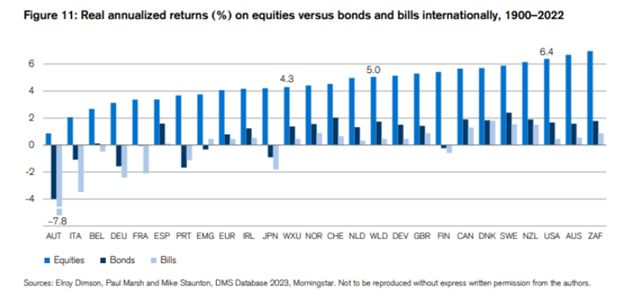 Figure 11: Real annualized returns (%) on equities versus bonds and bills internationally, 1900–2022
6
4
2
0
-2
-4
–7.8
4.3
5.0
6.4
AUT ITA BEL DEU FRA ESP PRT EMG EUR IRL JPN WXU NOR CHE NLD WLD DEV GBR FIN CAN DNK SWE NZL USA AUS ZAF
Equities Bonds Bills
Sources: Elroy Dimson, Paul Marsh and Mike Staunton, DMS Database 2023, Morningstar. Not to be reproduced without express written permission from the authors.